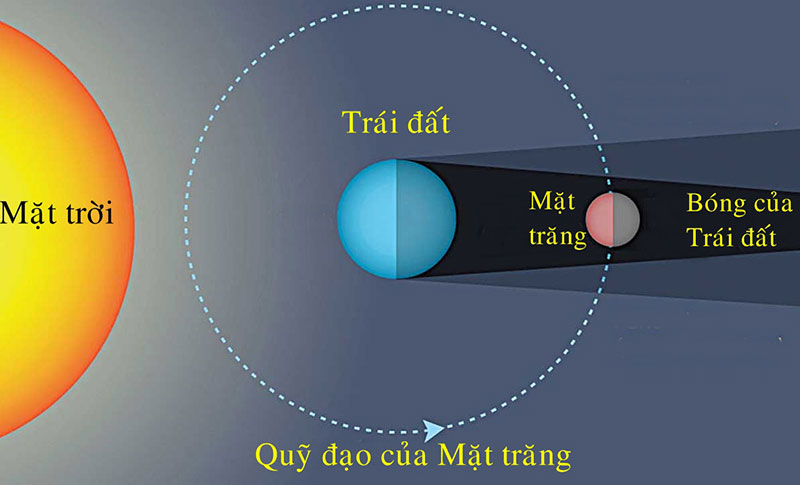 Trái đất
Mặt trời
Mặt
trăng
Bóng của
Trái đất
Quỹ đạo của Mặt trăng